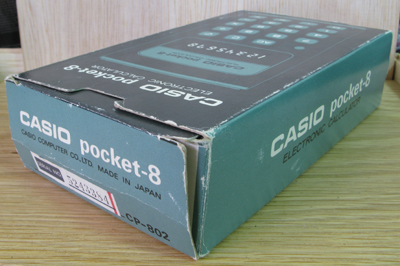 12345678
CASIO pocket-8
ELECTRONIC CALCULATOR
CASIO pocket-8
CASIO COMPUTER CO., LTD. MADE IN JAPAN
5243284
CP-802
CASIO pocket-8
ELECTRONIC CALCULATOR